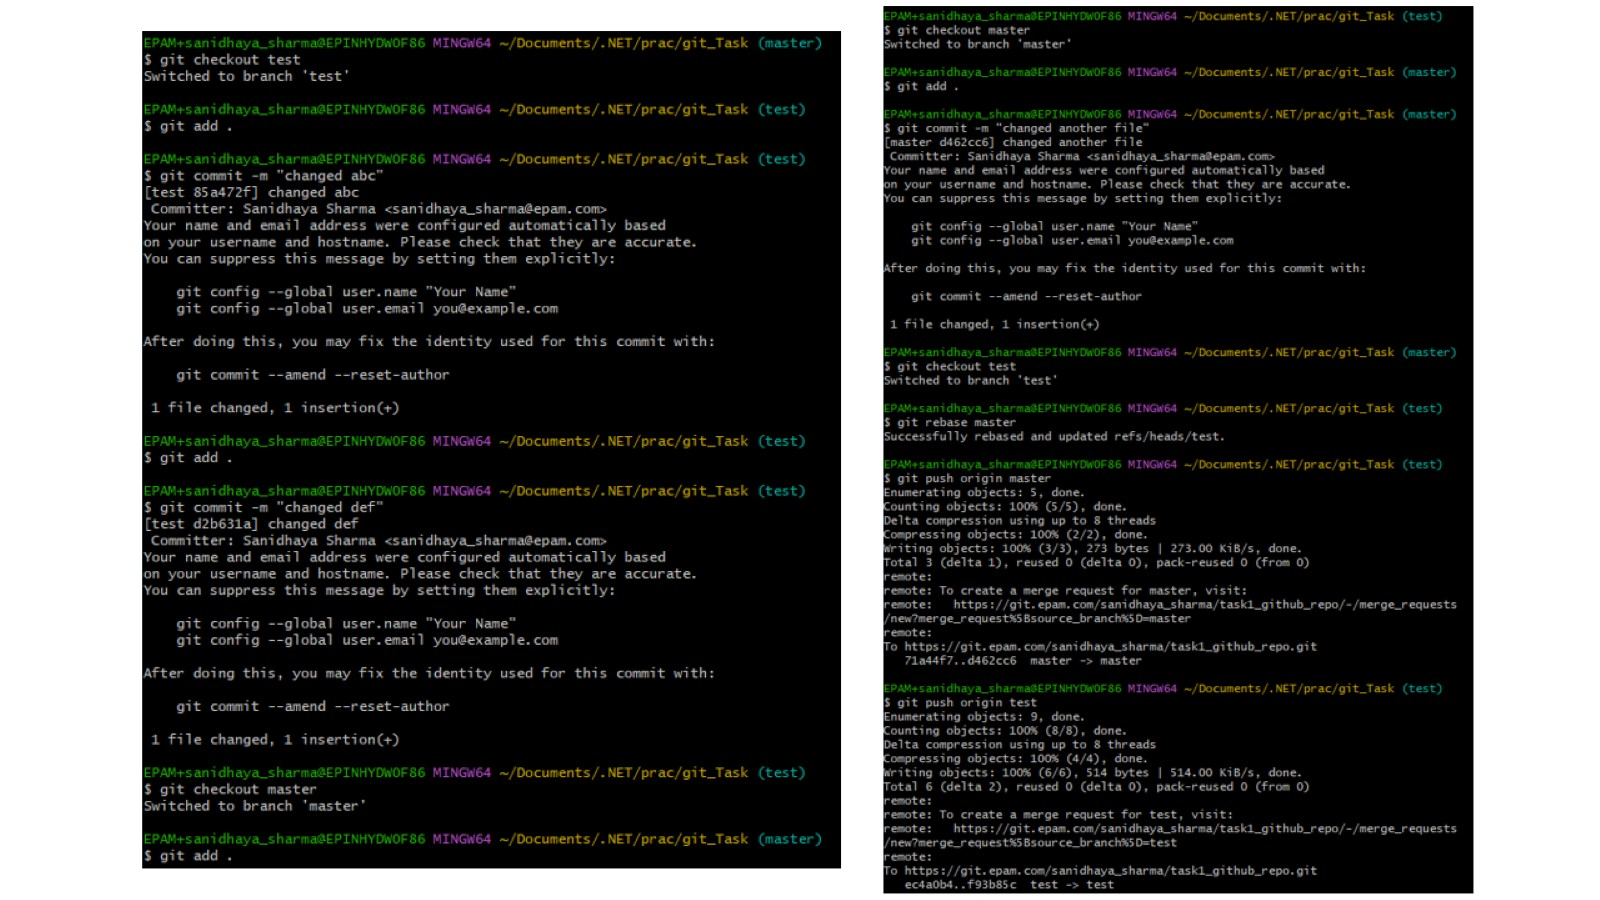 EPAM+sanidhaya_sharma@EPINHYDW0F86 MINGW64 ~/Documents/.NET/prac/git_Task (master)
$ git checkout test
Switched to branch 'test'
EPAM+sanidhaya_sharma@EPINHYDW0F86 MINGW64 ~/Documents/.NET/prac/git_Task (test)
$ git add .
EPAM+sanidhaya_sharma@EPINHYDW0F86 MINGW64 ~/Documents/.NET/prac/git_Task (test)
$ git commit -m "changed abc"
[test 85a472f] changed abc
 Committer: Sanidhaya Sharma <sanidhaya_sharma@epam.com>
Your name and email address were configured automatically based
on your username and hostname. Please check that they are accurate.
You can suppress this message by setting them explicitly:
    git config --global user.name "Your Name"
    git config --global user.email you@example.com
After doing this, you may fix the identity used for this commit with:
    git commit --amend --reset-author
 1 file changed, 1 insertion(+)
EPAM+sanidhaya_sharma@EPINHYDW0F86 MINGW64 ~/Documents/.NET/prac/git_Task (test)
$ git add .
EPAM+sanidhaya_sharma@EPINHYDW0F86 MINGW64 ~/Documents/.NET/prac/git_Task (test)
$ git commit -m "changed def"
[test d2b631a] changed def
 Committer: Sanidhaya Sharma <sanidhaya_sharma@epam.com>
Your name and email address were configured automatically based
on your username and hostname. Please check that they are accurate.
You can suppress this message by setting them explicitly:
    git config --global user.name "Your Name"
    git config --global user.email you@example.com
After doing this, you may fix the identity used for this commit with:
    git commit --amend --reset-author
 1 file changed, 1 insertion(+)
EPAM+sanidhaya_sharma@EPINHYDW0F86 MINGW64 ~/Documents/.NET/prac/git_Task (test)
$ git checkout master
Switched to branch 'master'
EPAM+sanidhaya_sharma@EPINHYDW0F86 MINGW64 ~/Documents/.NET/prac/git_Task (master)
$ git add .
EPAM+sanidhaya_sharma@EPINHYDW0F86 MINGW64 ~/Documents/.NET/prac/git_Task (test)
$ git checkout master
Switched to branch 'master'
EPAM+sanidhaya_sharma@EPINHYDW0F86 MINGW64 ~/Documents/.NET/prac/git_Task (master)
$ git add .
EPAM+sanidhaya_sharma@EPINHYDW0F86 MINGW64 ~/Documents/.NET/prac/git_Task (master)
$ git commit -m "changed another file"
[master d462cc6] changed another file
 Committer: Sanidhaya Sharma <sanidhaya_sharma@epam.com>
Your name and email address were configured automatically based
on your username and hostname. Please check that they are accurate.
You can suppress this message by setting them explicitly:
    git config --global user.name "Your Name"
    git config --global user.email you@example.com
After doing this, you may fix the identity used for this commit with:
    git commit --amend --reset-author
 1 file changed, 1 insertion(+)
EPAM+sanidhaya_sharma@EPINHYDW0F86 MINGW64 ~/Documents/.NET/prac/git_Task (master)
$ git checkout test
Switched to branch 'test'
EPAM+sanidhaya_sharma@EPINHYDW0F86 MINGW64 ~/Documents/.NET/prac/git_Task (test)
$ git rebase master
Successfully rebased and updated refs/heads/test.
EPAM+sanidhaya_sharma@EPINHYDW0F86 MINGW64 ~/Documents/.NET/prac/git_Task (test)
$ git push origin master
Enumerating objects: 5, done.
Counting objects: 100% (5/5), done.
Delta compression using up to 8 threads
Compressing objects: 100% (2/2), done.
Writing objects: 100% (3/3), 273 bytes | 273.00 KiB/s, done.
Total 3 (delta 1), reused 0 (delta 0), pack-reused 0 (from 0)
remote:
remote: To create a merge request for master, visit:
remote:   https://git.epam.com/sanidhaya_sharma/task1_github_repo/-/merge_requests
/new?merge_request%5Bsource_branch%5D=master
remote:
To https://git.epam.com/sanidhaya_sharma/task1_github_repo.git
   71a44f7..d462cc6  master -> master
EPAM+sanidhaya_sharma@EPINHYDW0F86 MINGW64 ~/Documents/.NET/prac/git_Task (test)
$ git push origin test
Enumerating objects: 9, done.
Counting objects: 100% (8/8), done.
Delta compression using up to 8 threads
Compressing objects: 100% (4/4), done.
Writing objects: 100% (6/6), 514 bytes | 514.00 KiB/s, done.
Total 6 (delta 2), reused 0 (delta 0), pack-reused 0 (from 0)
remote:
remote: To create a merge request for test, visit:
remote:   https://git.epam.com/sanidhaya_sharma/task1_github_repo/-/merge_requests
/new?merge_request%5Bsource_branch%5D=test
remote:
To https://git.epam.com/sanidhaya_sharma/task1_github_repo.git
   ec4a0b4..f93b85c  test -> test